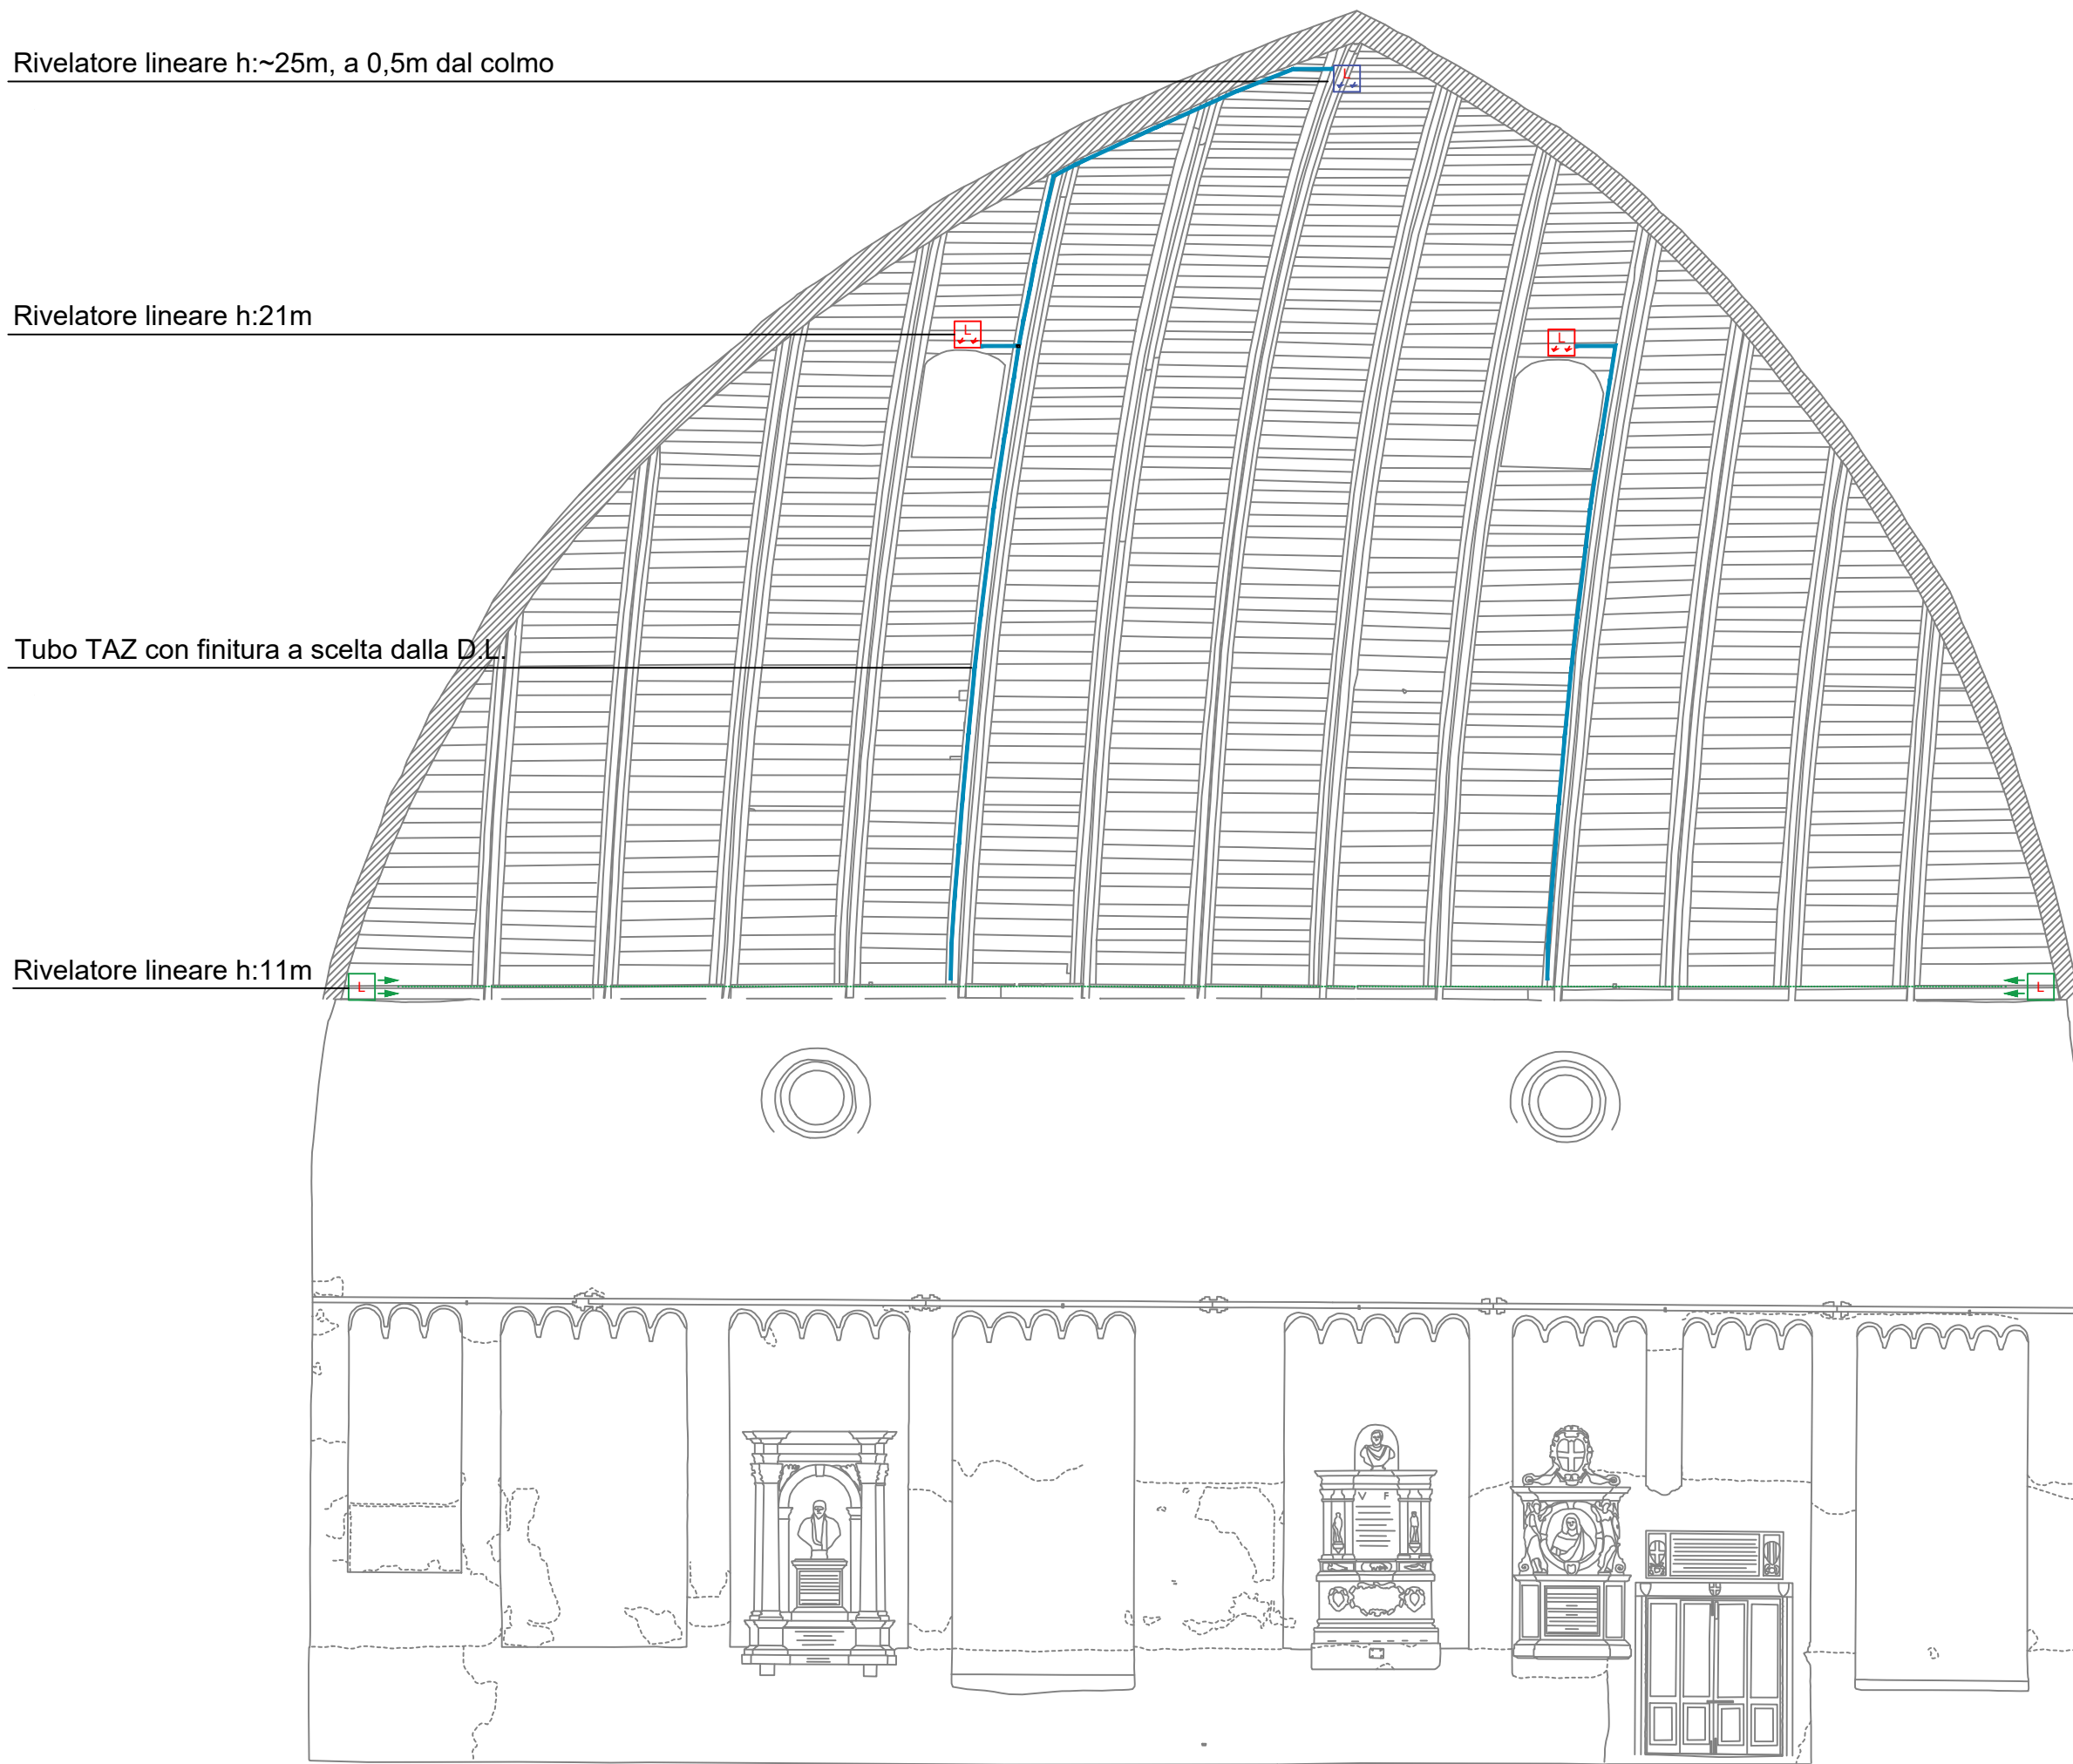 Rivelatore lineare h:~25m, a 0,5m dal colmo
L
Rivelatore lineare h:21m
L
L
Tubo TAZ con finitura a scelta dalla D.L.
Rivelatore lineare h:11m
L
L
V F